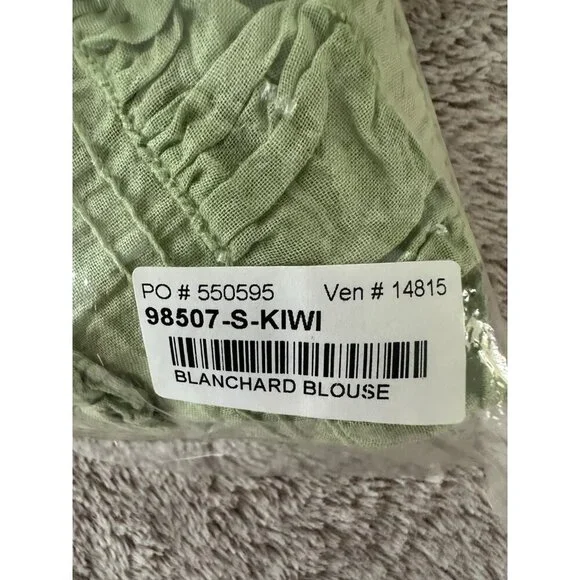 PO # 550595 Ven # 14815
98507-S-KIWI
BLANCHARD BLOUSE